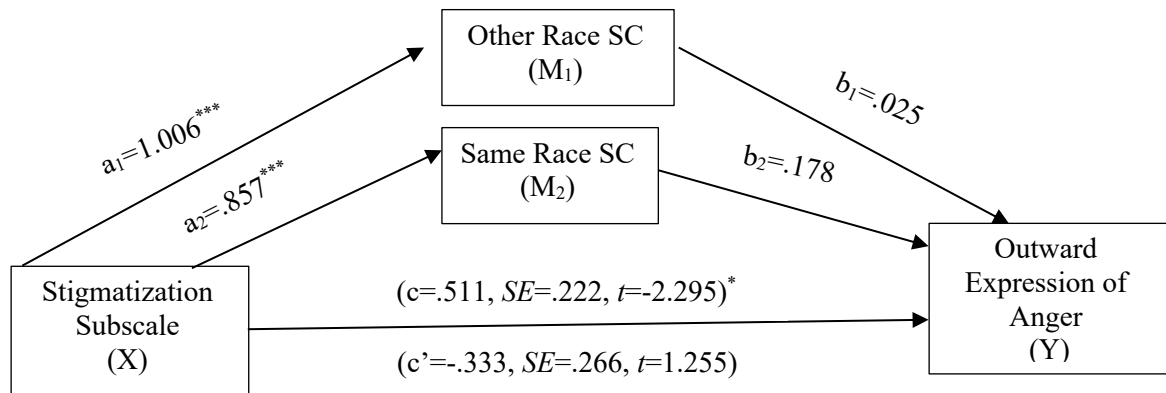 Other Race SC
(M₁)
a₁=1.006***
b₁=.025
Same Race SC
(M₂)
a₂=.857***
b₂=.178
Stigmatization
Subscale
(X)
(c=.511, SE=.222, t=-2.295)*
(c’=-.333, SE=.266, t=1.255)
Outward
Expression of
Anger
(Y)